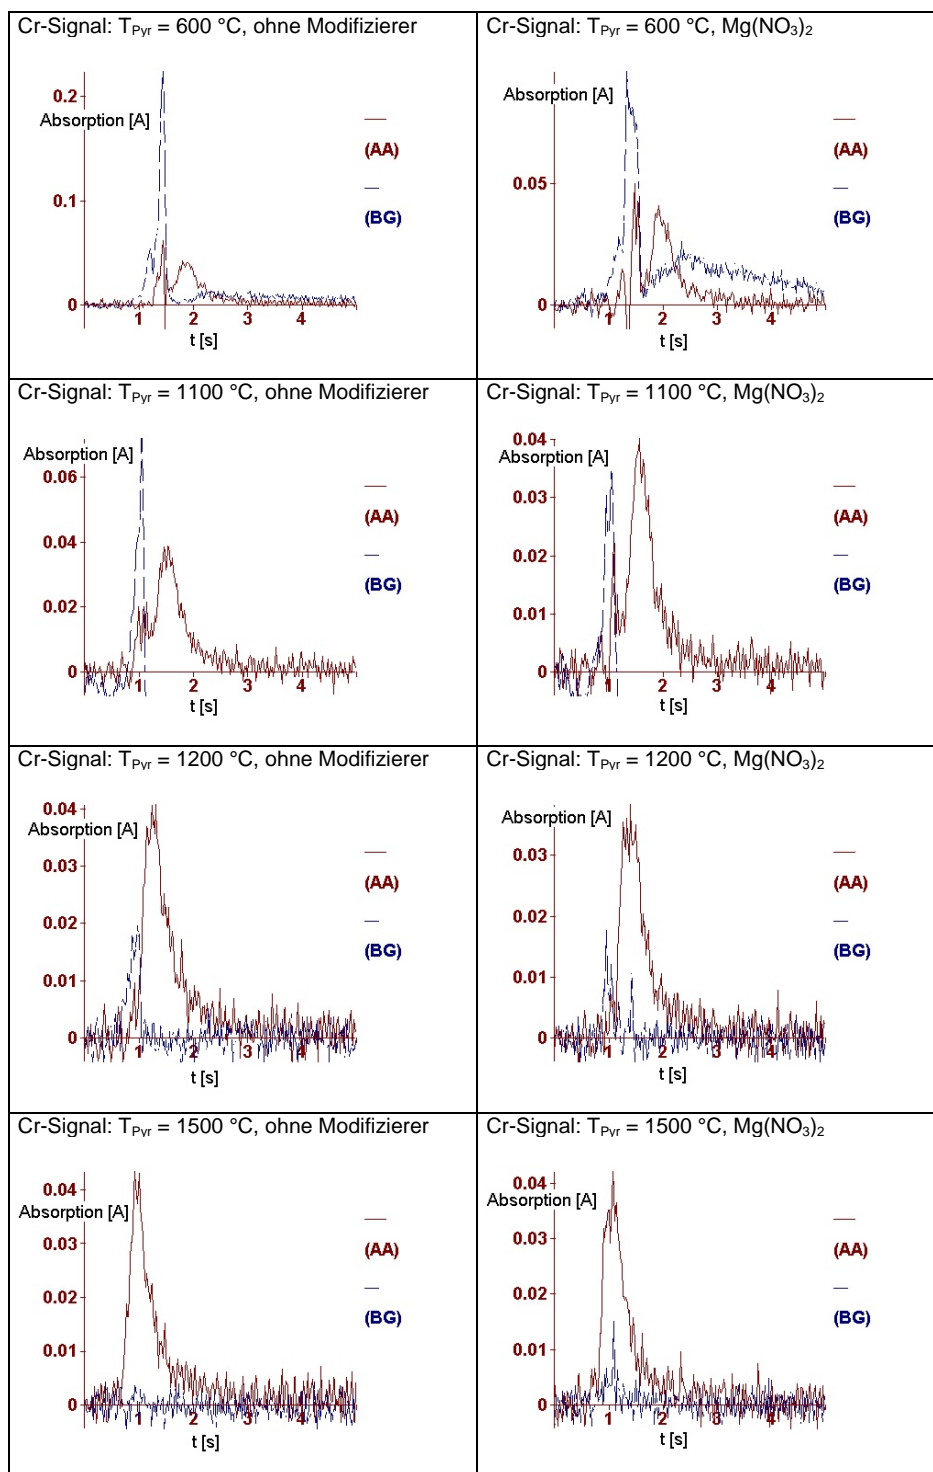 Cr-Signal: TPyr = 600 °C, ohne Modifizierer
0.2
Absorption [A]
(AA)
0.1
(BG)
0
1 2 3 4
t [s]
Cr-Signal: TPyr = 600 °C, Mg(NO3)2
Absorption [A]
(AA)
0.05
(BG)
0
1 2 3 4
t [s]
Cr-Signal: TPyr = 1100 °C, ohne Modifizierer
Absorption [A]
0.06
(AA)
0.04
(BG)
0.02
0
1 2 3 4
t [s]
Cr-Signal: TPyr = 1100 °C, Mg(NO3)2
0.04
Absorption [A]
0.03
(AA)
0.02
(BG)
0.01
0
1 2 3 4
t [s]
Cr-Signal: TPyr = 1200 °C, ohne Modifizierer
0.04
Absorption [A]
0.03
(AA)
0.02
(BG)
0.01
0
1 2 3 4
t [s]
Cr-Signal: TPyr = 1200 °C, Mg(NO3)2
Absorption [A]
0.03
(AA)
0.02
(BG)
0.01
0
1 2 3 4
t [s]
Cr-Signal: TPyr = 1500 °C, ohne Modifizierer
0.04
Absorption [A]
0.03
(AA)
0.02
(BG)
0.01
0
1 2 3 4
t [s]
Cr-Signal: TPyr = 1500 °C, Mg(NO3)2
0.04
Absorption [A]
0.03
(AA)
0.02
(BG)
0.01
0
1 2 3 4
t [s]